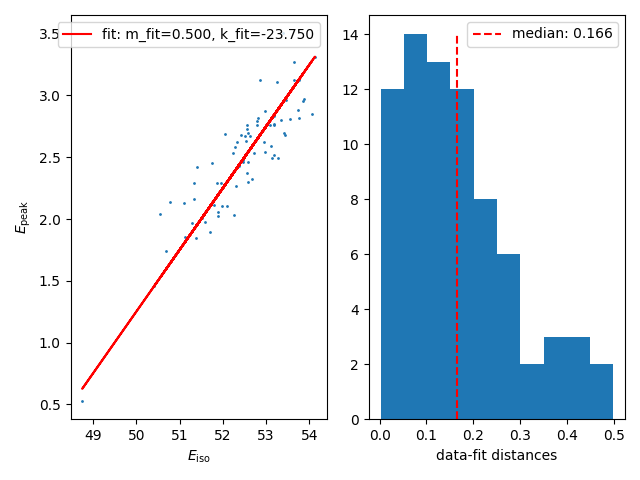 3.5
3.0
2.5
2.0
1.5
1.0
0.5
E_peak
fit: m_fit=0.500, k_fit=-23.750
49 50 51 52 53 54
E_iso
14
12
10
8
6
4
2
0
median: 0.166
0.0 0.1 0.2 0.3 0.4 0.5
data-fit distances